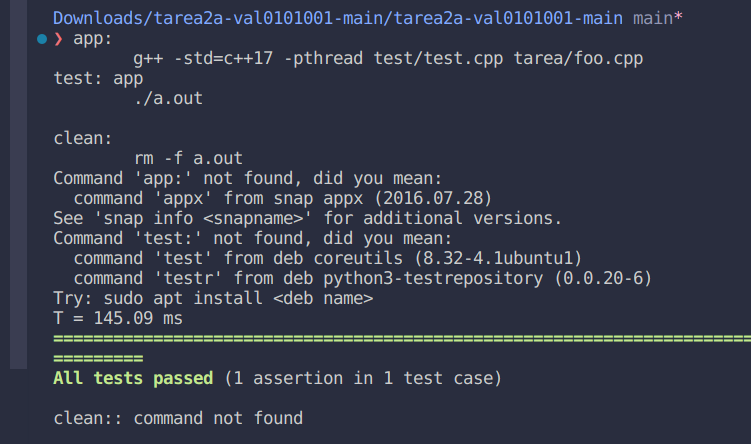 Downloads/tarea2a-val0101001-main/tarea2a-val0101001-main main*
❯ app:
        g++ -std=c++17 -pthread test/test.cpp tarea/foo.cpp
test: app
        ./a.out

clean:
        rm -f a.out
Command 'app:' not found, did you mean:
  command 'appx' from snap appx (2016.07.28)
See 'snap info <snapname>' for additional versions.
Command 'test:' not found, did you mean:
  command 'test' from deb coreutils (8.32-4.1ubuntu1)
  command 'testr' from deb python3-testrepository (0.0.20-6)
Try: sudo apt install <deb name>
T = 145.09 ms
======================================================================
=========
All tests passed (1 assertion in 1 test case)

clean:: command not found